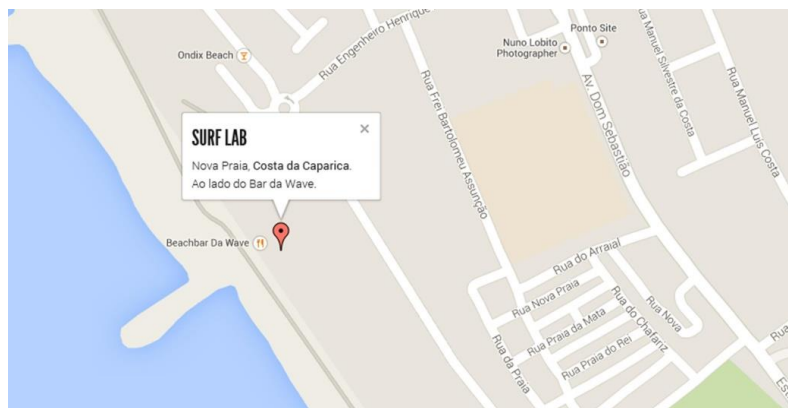 Ondix Beach
Rua Engenheiro Henrique
Nuno Lobito
Photographer
Ponto Site
Rua Manuel Silvestre da Costa
Rua Manuel Luis Costa
Av. Dom Sebastião
Rua Frei Bartolomeu Assunção
SURF LAB
×
Nova Praia, Costa da Caparica.
Ao lado do Bar da Wave.
Beachbar Da Wave
Rua do Arraial
Rua Nova Praia
Rua do Chafariz
Rua Nova
Rua Praia da Mata
Rua Praia do Rei
Rua da Praia
Rua